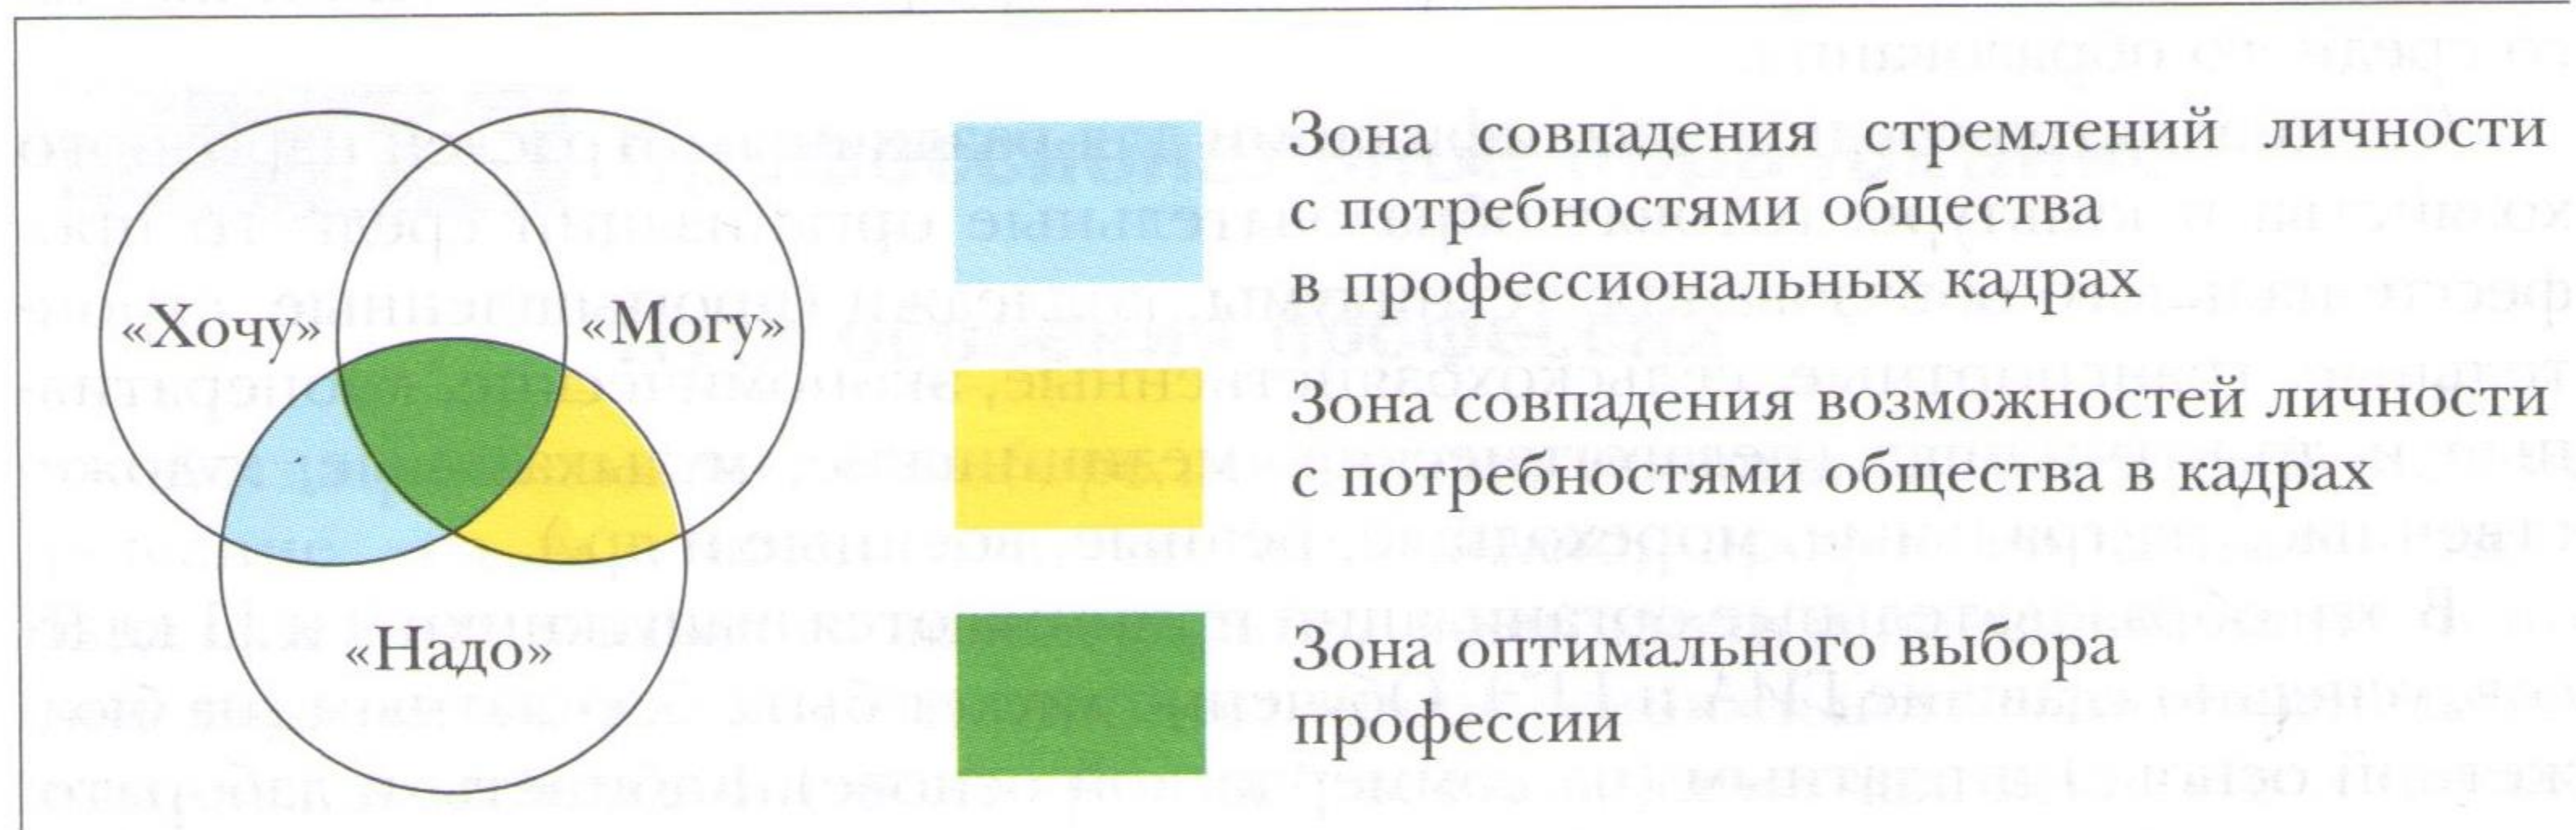 «Хочу»
«Могу»
«Надо»
Зона совпадения стремлений личности
с потребностями общества
в профессиональных кадрах
Зона совпадения возможностей личности
с потребностями общества в кадрах
Зона оптимального выбора
профессии